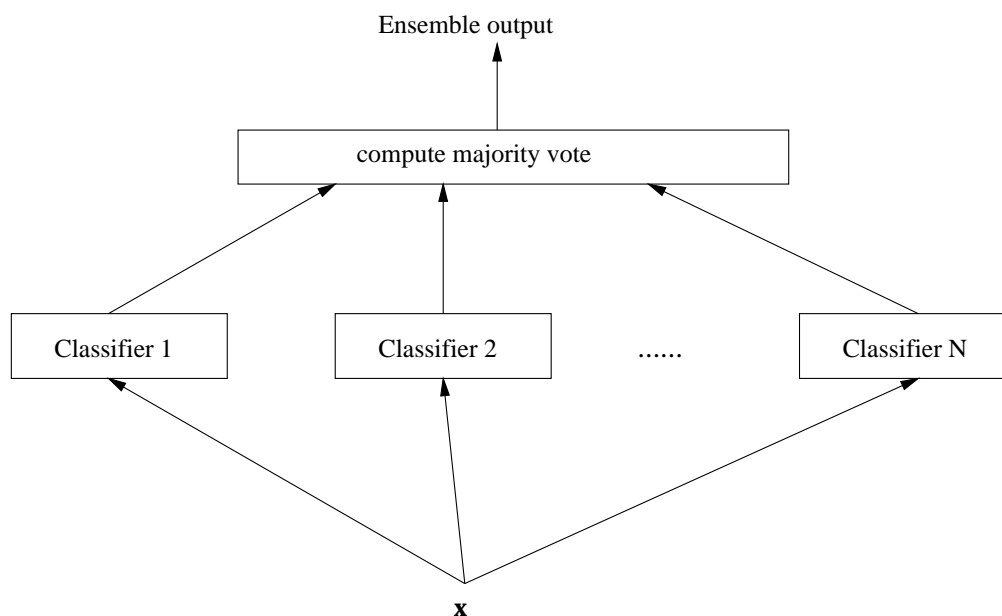 Ensemble output
compute majority vote
Classifier 1
Classifier 2
......
Classifier N
x